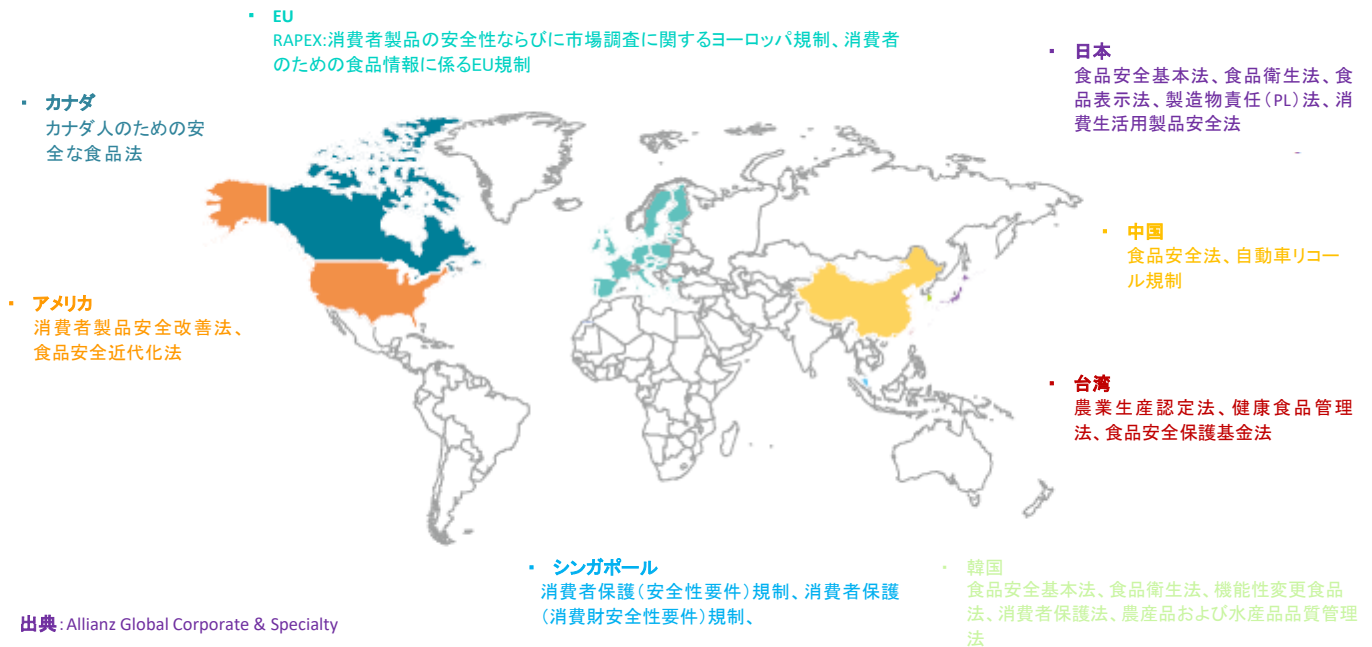 ▪ EU
RAPEX:消費者製品の安全性ならびに市場調査に関するヨーロッパ規制、消費者
のための食品情報に係るEU規制
▪ 日本
食品安全基本法、食品衛生法、食
品表示法、製造物責任(PL)法、消
費生活用製品安全法
▪ カナダ
カナダ人のための安
全な食品法
▪ 中国
食品安全法、自動車リコー
ル規制
▪ アメリカ
消費者製品安全改善法、
食品安全近代化法
▪ 台湾
農業生産認定法、健康食品管理
法、食品安全保護基金法
▪ シンガポール
消費者保護(安全性要件)規制、消費者保護
(消費財安全性要件)規制、
▪ 韓国
食品安全基本法、食品衛生法、機能性変更食品
法、消費者保護法、農産品および水産品品質管理
法
出典:Allianz Global Corporate & Specialty